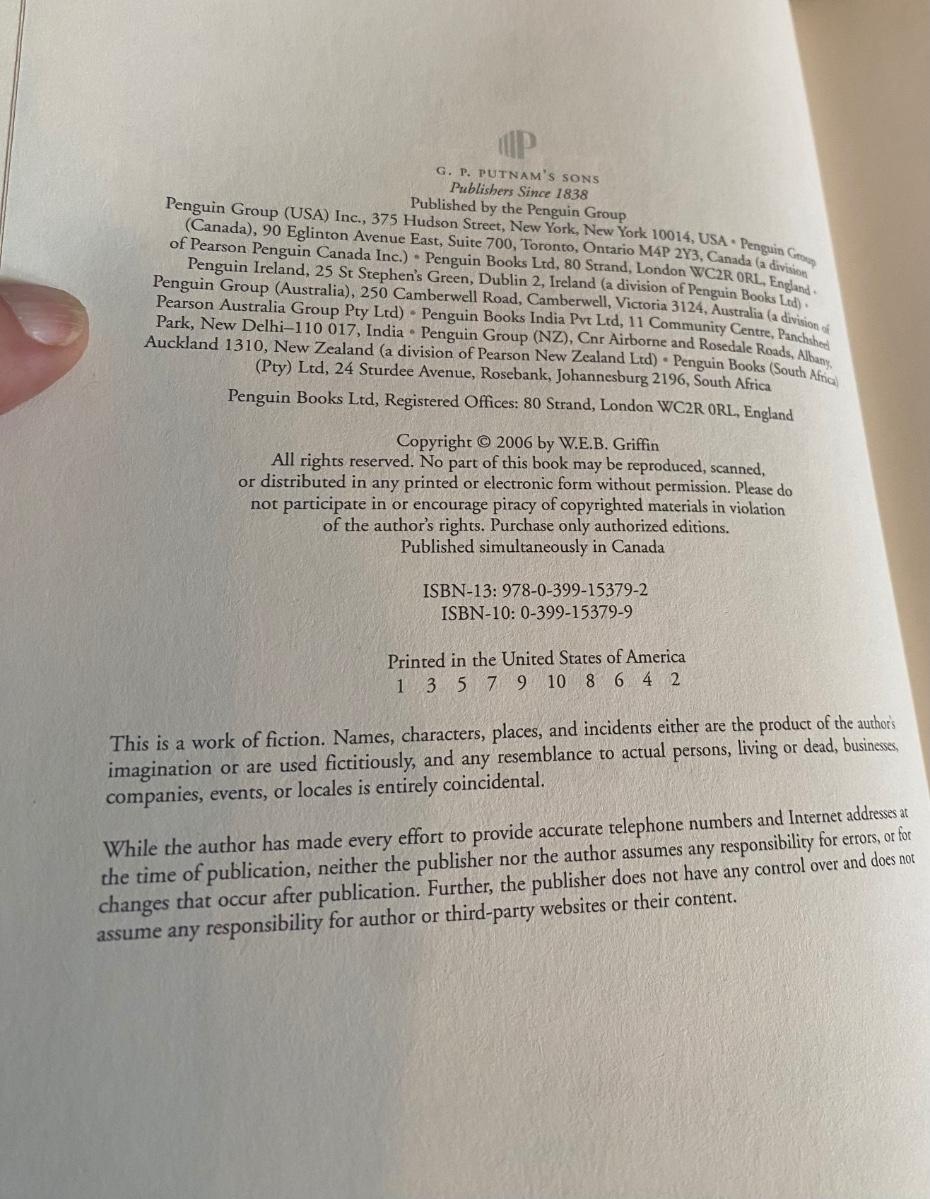 G. P. PUTNAM'S SONS
Publishers Since 1838
Published by the Penguin Group
Penguin Group (USA) Inc., 375 Hudson Street, New York, New York 10014, USA • Penguin Group
(Canada), 90 Eglinton Avenue East, Suite 700, Toronto, Ontario M4P 2Y3, Canada (a division
of Pearson Penguin Canada Inc.) • Penguin Books Ltd, 80 Strand, London WC2R 0RL, England •
Penguin Ireland, 25 St Stephen's Green, Dublin 2, Ireland (a division of Penguin Books Ltd) •
Penguin Group (Australia), 250 Camberwell Road, Camberwell, Victoria 3124, Australia (a division of
Pearson Australia Group Pty Ltd) • Penguin Books India Pvt Ltd, 11 Community Centre, Panchsheel
Park, New Delhi–110 017, India • Penguin Group (NZ), Cnr Airborne and Rosedale Roads, Albany,
Auckland 1310, New Zealand (a division of Pearson New Zealand Ltd) • Penguin Books (South Africa)
(Pty) Ltd, 24 Sturdee Avenue, Rosebank, Johannesburg 2196, South Africa
Penguin Books Ltd, Registered Offices: 80 Strand, London WC2R 0RL, England
Copyright © 2006 by W.E.B. Griffin
All rights reserved. No part of this book may be reproduced, scanned,
or distributed in any printed or electronic form without permission. Please do
not participate in or encourage piracy of copyrighted materials in violation
of the author's rights. Purchase only authorized editions.
Published simultaneously in Canada
ISBN-13: 978-0-399-15379-2
ISBN-10: 0-399-15379-9
Printed in the United States of America
1 3 5 7 9 10 8 6 4 2
This is a work of fiction. Names, characters, places, and incidents either are the product of the author's
imagination or are used fictitiously, and any resemblance to actual persons, living or dead, businesses,
companies, events, or locales is entirely coincidental.
While the author has made every effort to provide accurate telephone numbers and Internet addresses at
the time of publication, neither the publisher nor the author assumes any responsibility for errors, or for
changes that occur after publication. Further, the publisher does not have any control over and does not
assume any responsibility for author or third-party websites or their content.